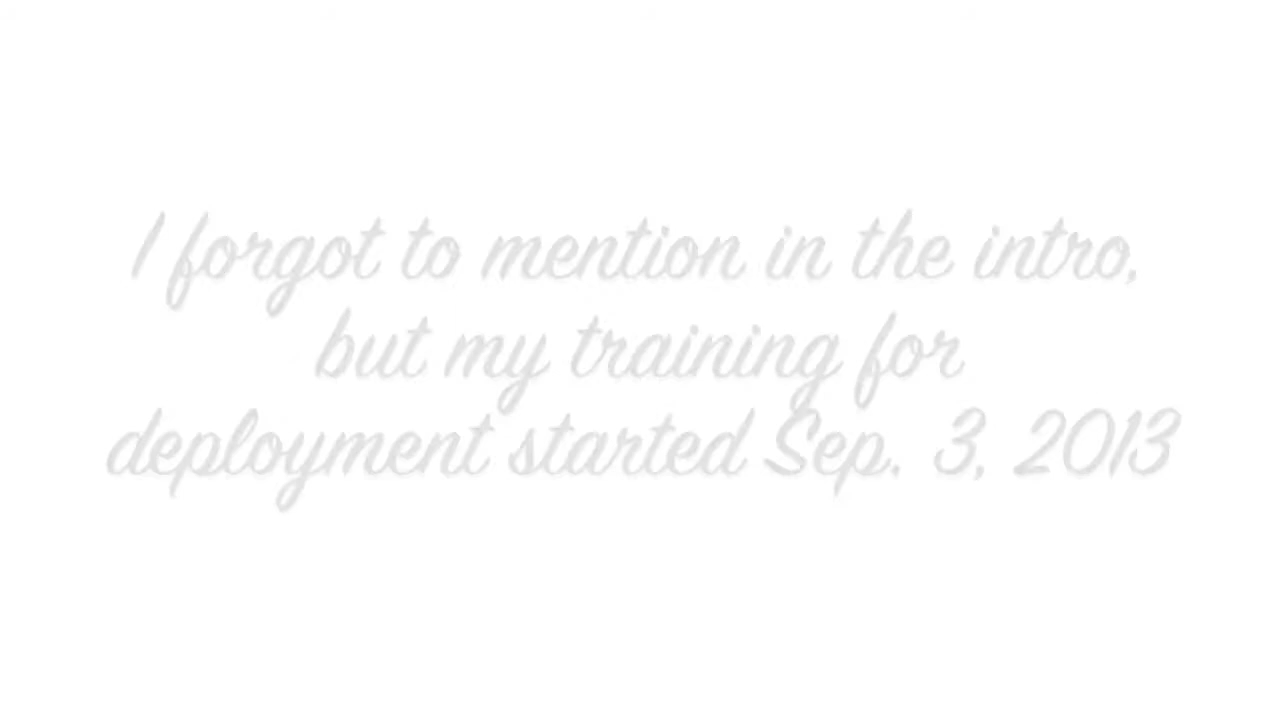 I forgot to mention in the intro,
but my training for
deployment started Sep. 3, 2013